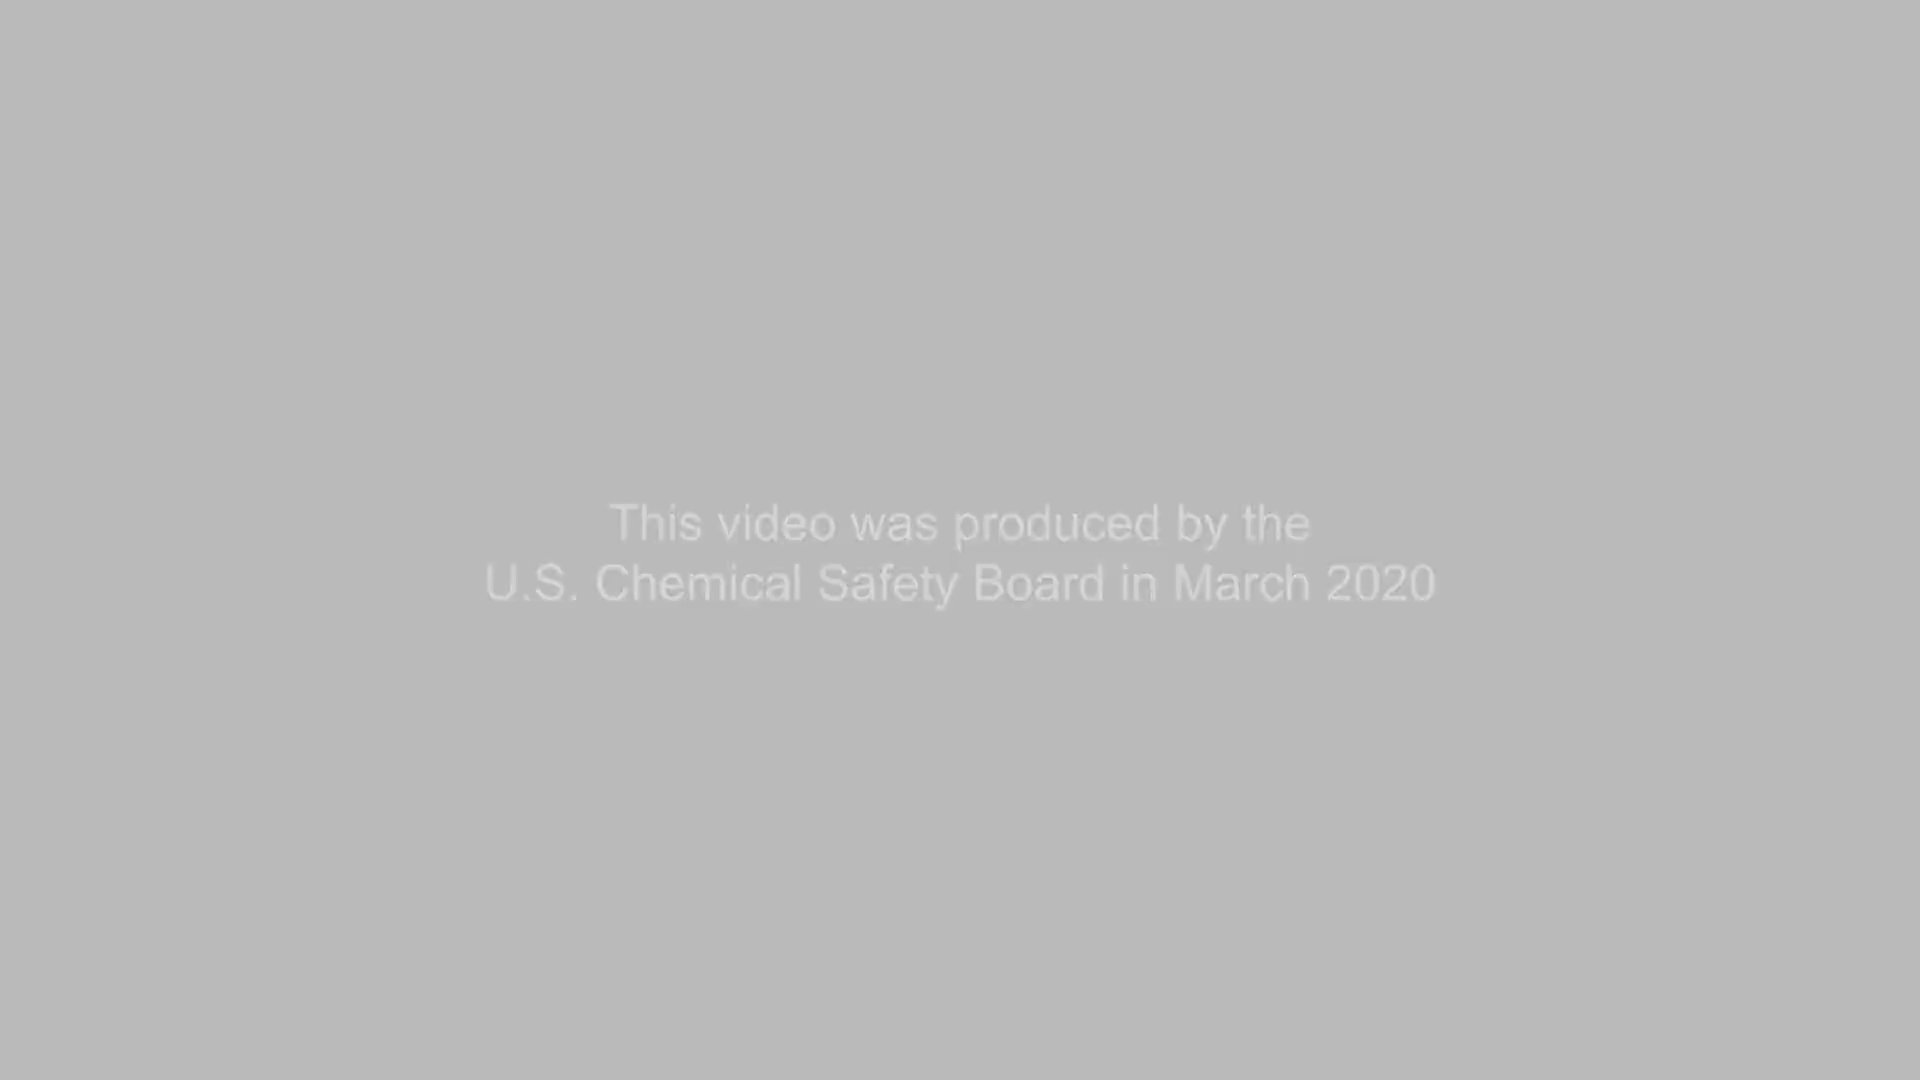 This video was produced by the
U.S. Chemical Safety Board in March 2020